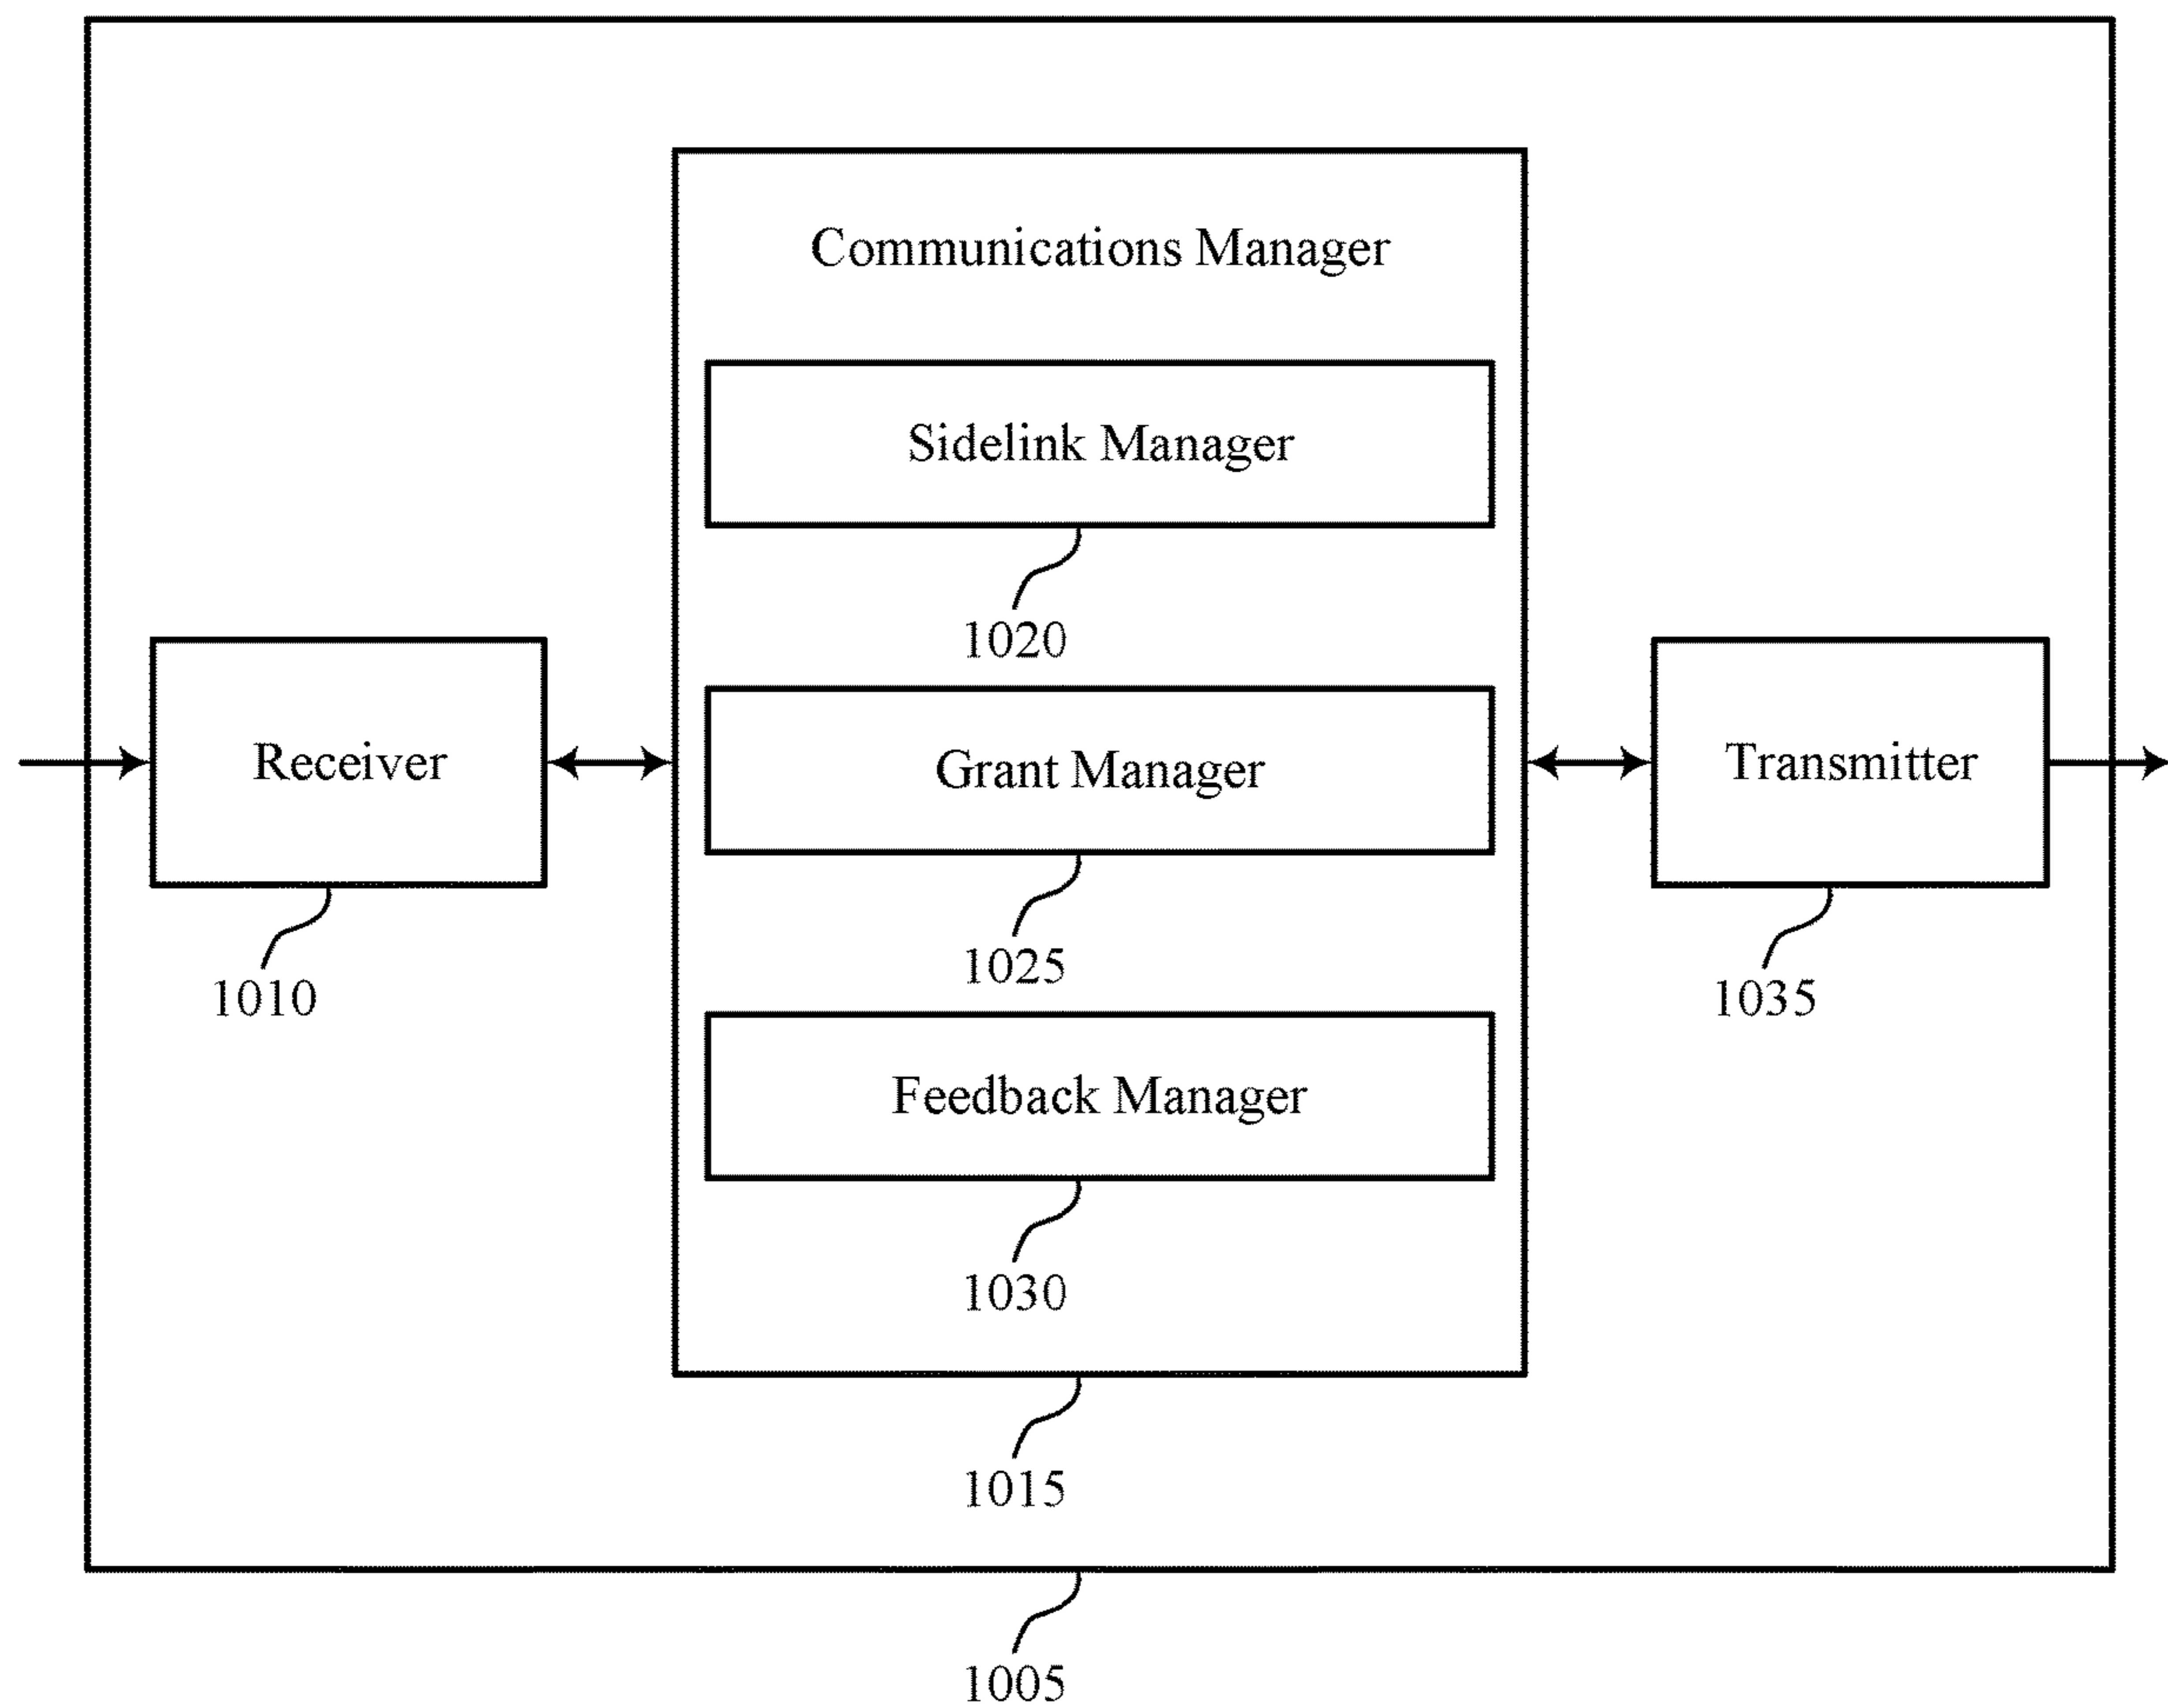 Communications Manager
Sidelink Manager
1020
Receiver
Grant Manager
Transmitter
1010
1025
1035
Feedback Manager
1030
1015
1005